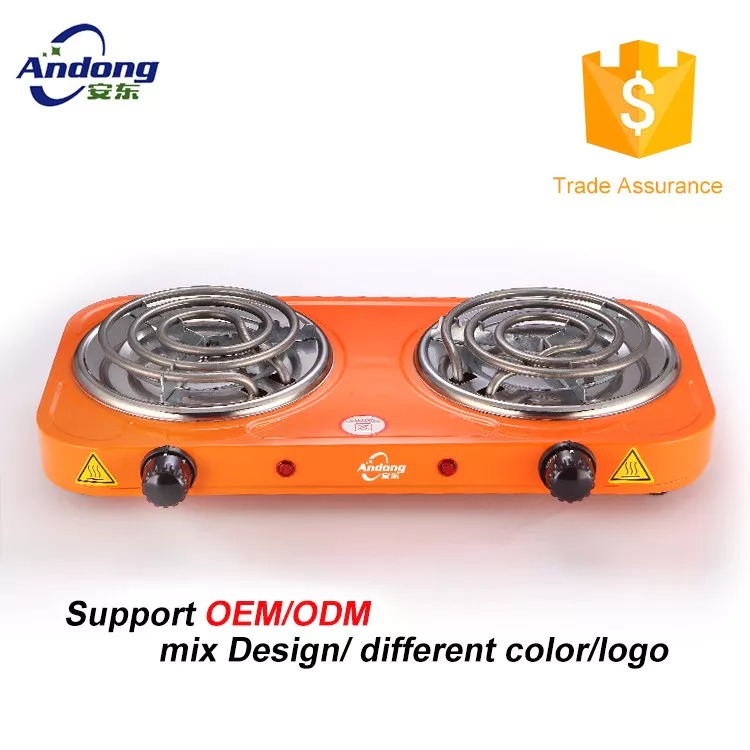 Andong
安东
$
Trade Assurance
Andong
安东
Support OEM/ODM
mix Design/ different color/logo